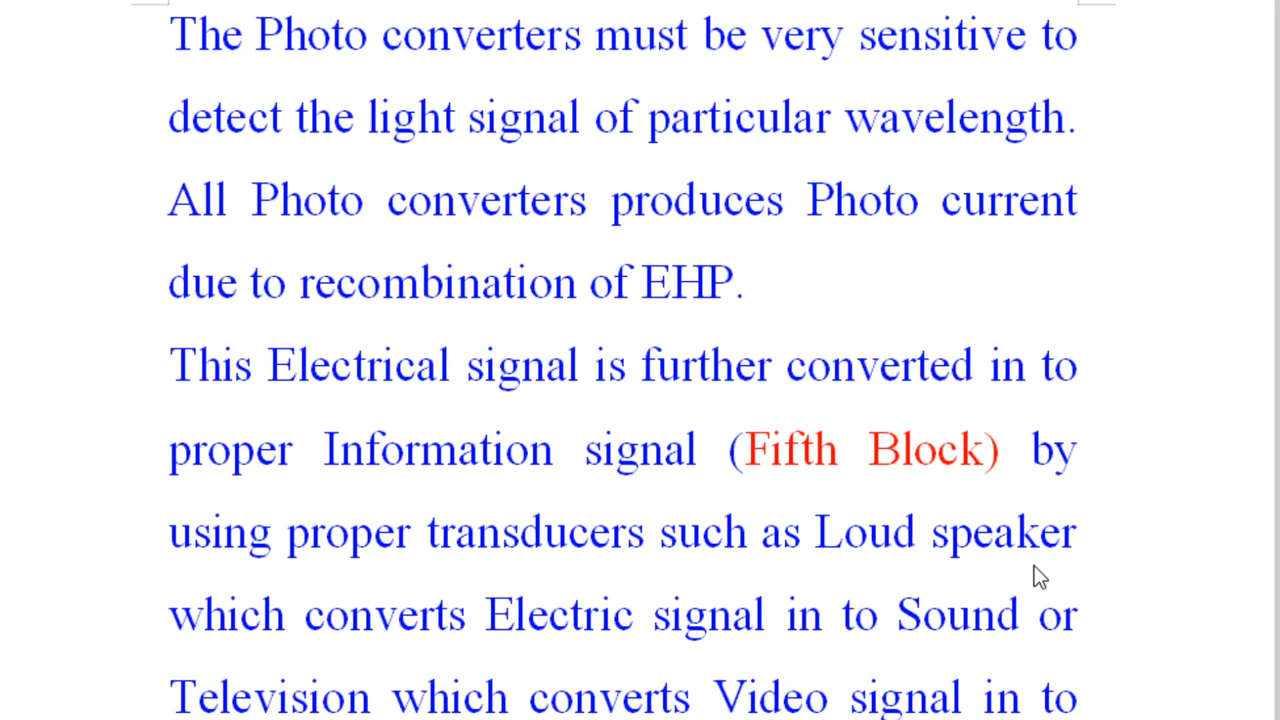 The Photo converters must be very sensitive to
detect the light signal of particular wavelength.
All Photo converters produces Photo current
due to recombination of EHP.
This Electrical signal is further converted in to
proper Information signal (Fifth Block) by
using proper transducers such as Loud speaker
which converts Electric signal in to Sound or
Television which converts Video signal in to